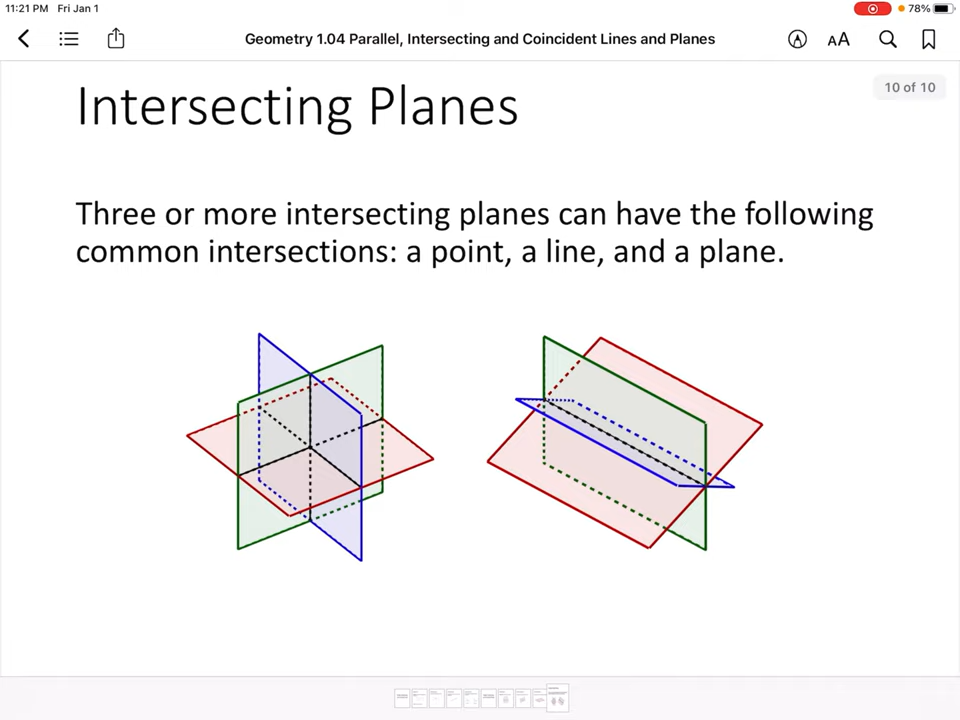 11:21 PM Fri Jan 1
78%
Geometry 1.04 Parallel, Intersecting and Coincident Lines and Planes
AA
10 of 10
Intersecting Planes
Three or more intersecting planes can have the following
common intersections: a point, a line, and a plane.